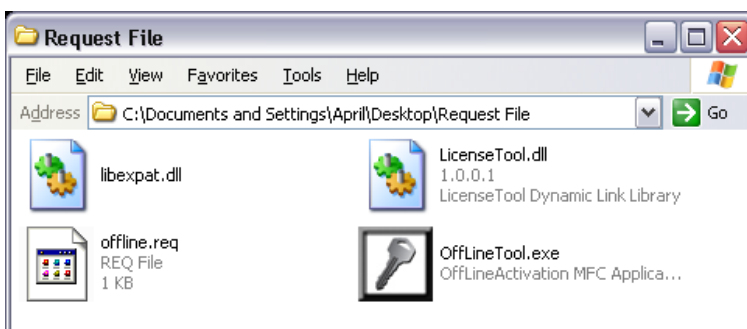 Request File
File Edit View Favorites Tools Help
Address C:\Documents and Settings\April\Desktop\Request File Go
libexpat.dll
LicenseTool.dll
1.0.0.1
LicenseTool Dynamic Link Library
offline.req
REQ File
1 KB
OffLineTool.exe
OffLineActivation MFC Applica...